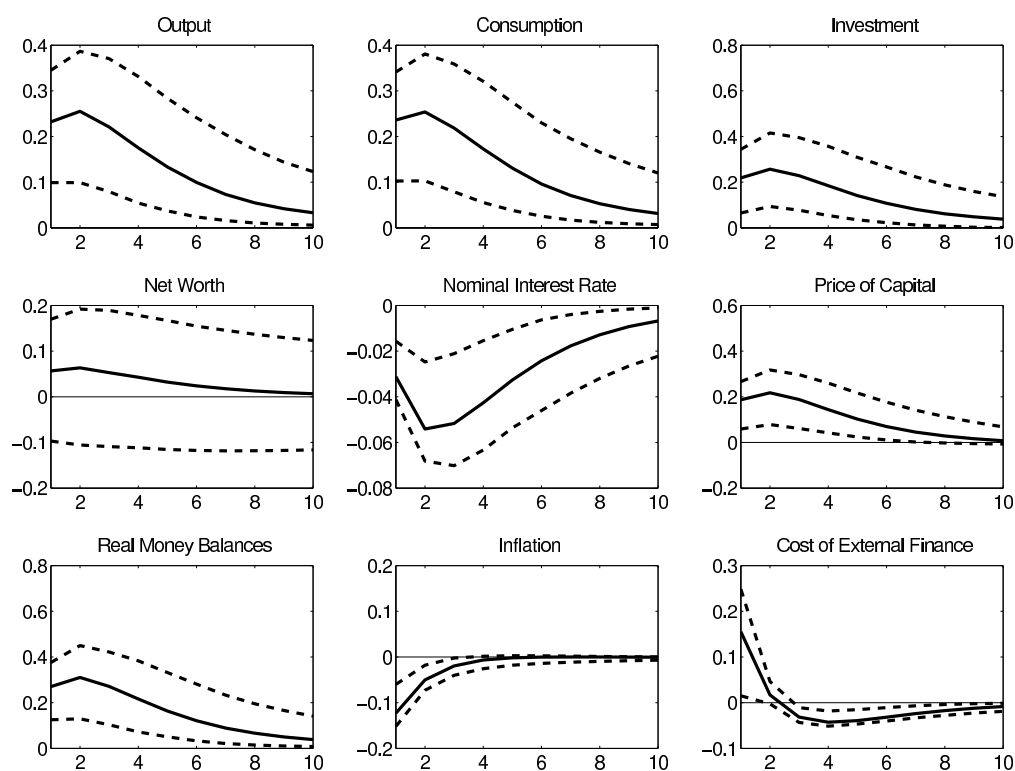 Output
0.4
0.3
0.2
0.1
0
2 4 6 8 10
Consumption
0.4
0.3
0.2
0.1
0
2 4 6 8 10
Investment
0.8
0.6
0.4
0.2
0
2 4 6 8 10
Net Worth
0.2
0.1
0
−0.1
−0.2
2 4 6 8 10
Nominal Interest Rate
0
−0.02
−0.04
−0.06
−0.08
2 4 6 8 10
Price of Capital
0.6
0.4
0.2
0
−0.2
2 4 6 8 10
Real Money Balances
0.8
0.6
0.4
0.2
0
2 4 6 8 10
Inflation
0.2
0.1
0
−0.1
−0.2
2 4 6 8 10
Cost of External Finance
0.3
0.2
0.1
0
−0.1
2 4 6 8 10